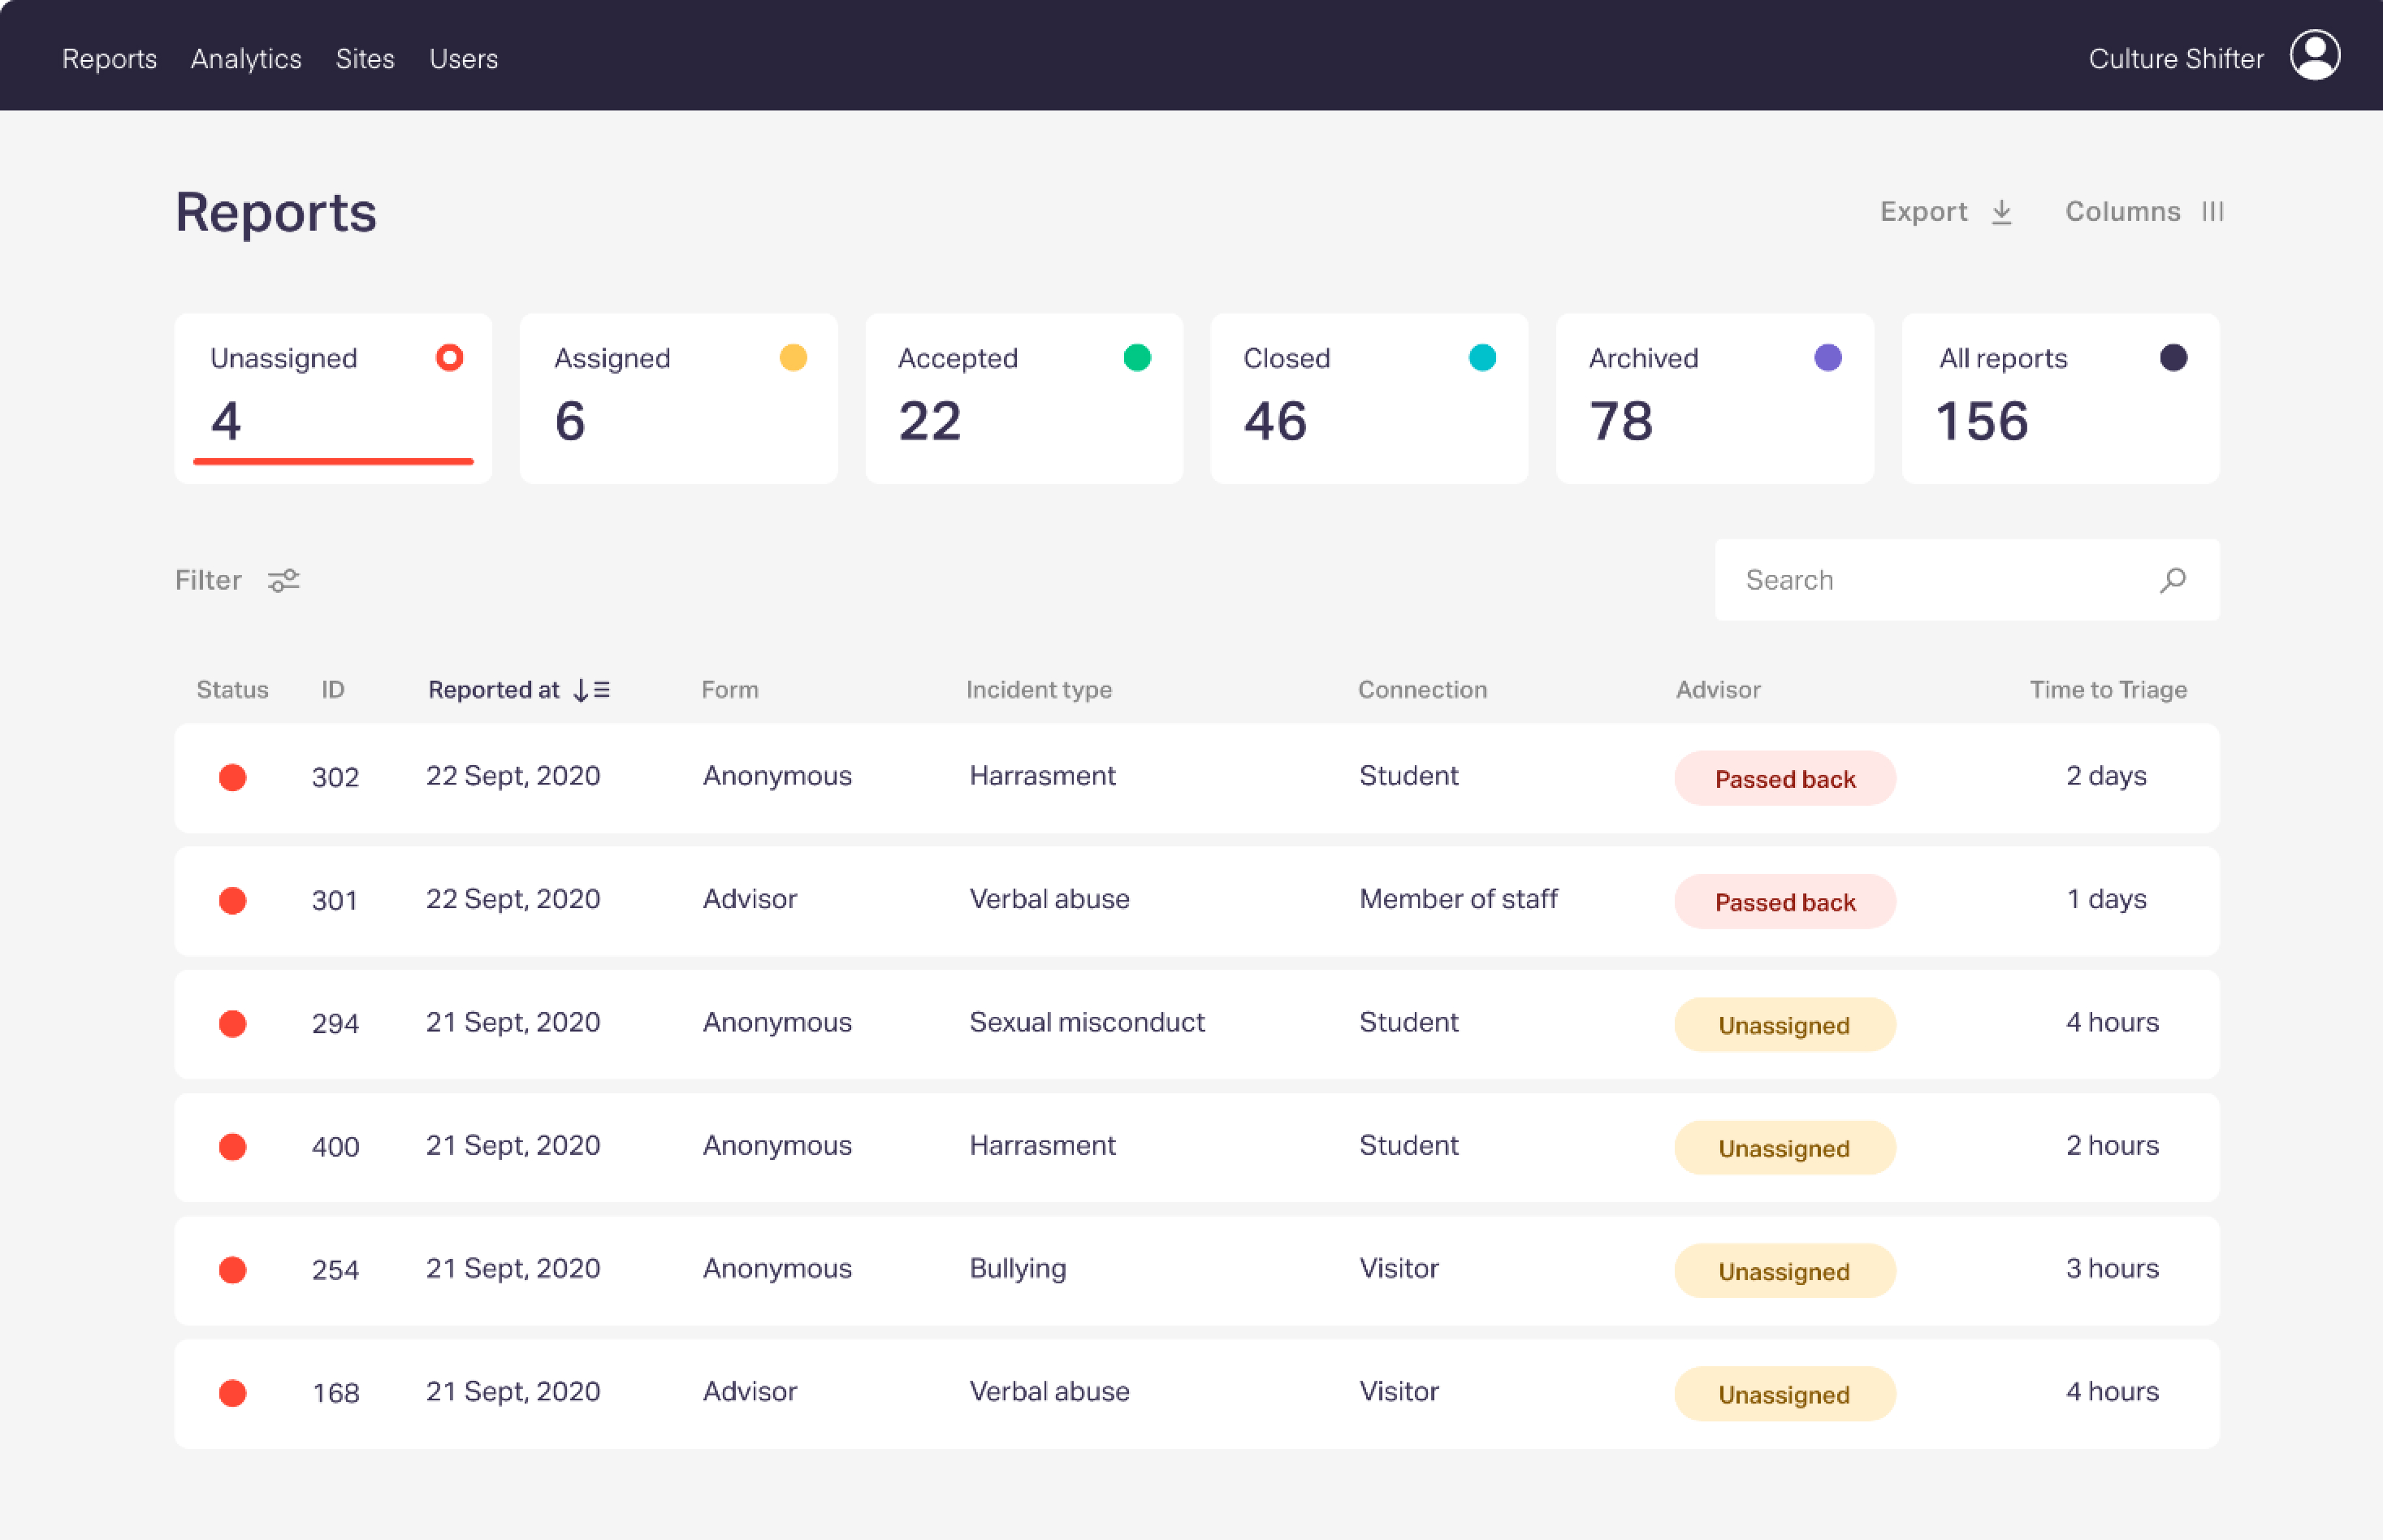 Reports Analytics Sites Users Culture Shifter
Reports Export Columns
Unassigned Assigned Accepted Closed Archived All reports
4 6 22 46 78 156
Filter Search
Status ID Reported at Form Incident type Connection Advisor Time to Triage
302 22 Sept, 2020 Anonymous Harrasment Student Passed back 2 days
301 22 Sept, 2020 Advisor Verbal abuse Member of staff Passed back 1 days
294 21 Sept, 2020 Anonymous Sexual misconduct Student Unassigned 4 hours
400 21 Sept, 2020 Anonymous Harrasment Student Unassigned 2 hours
254 21 Sept, 2020 Anonymous Bullying Visitor Unassigned 3 hours
168 21 Sept, 2020 Advisor Verbal abuse Visitor Unassigned 4 hours